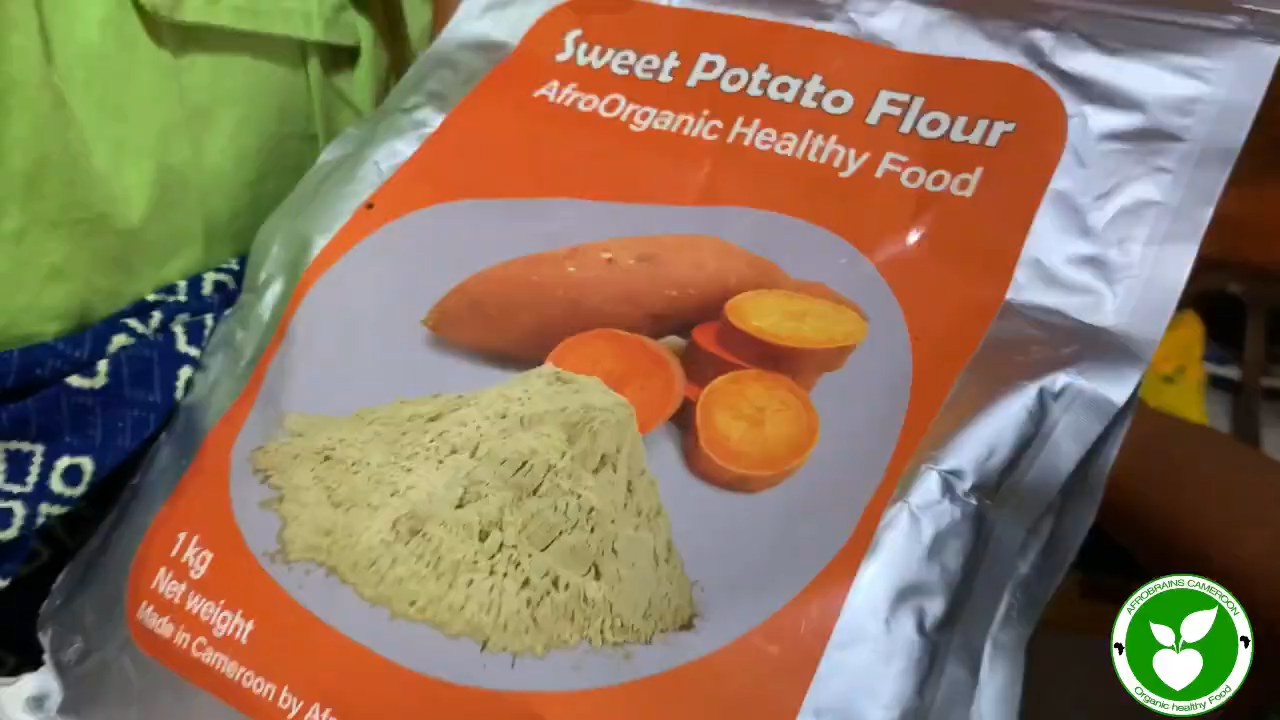 Sweet Potato Flour
AfroOrganic Healthy Food
1 kg
Net weight
Made in Cameroon by
AFROBRAINS CAMEROON
Organic healthy Food